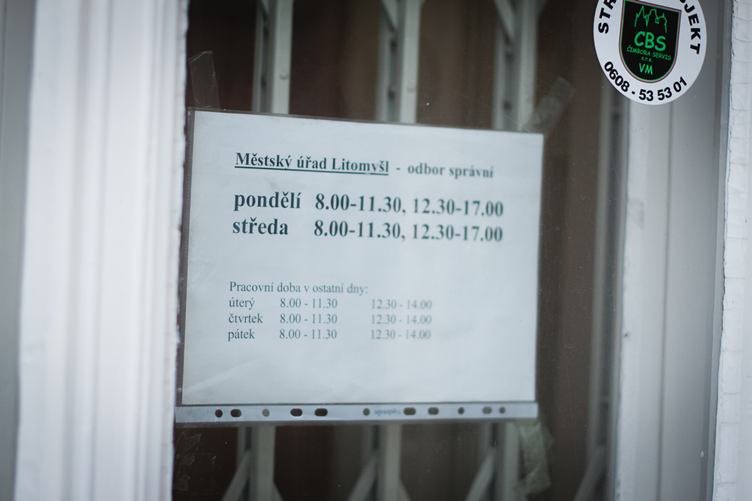 Městský úřad Litomyšl - odbor správní
pondělí 8.00-11.30, 12.30-17.00
středa 8.00-11.30, 12.30-17.00
Pracovní doba v ostatní dny:
úterý 8.00 - 11.30 12.30 - 14.00
čtvrtek 8.00 - 11.30 12.30 - 14.00
pátek 8.00 - 11.30 12.30 - 14.00
CBS
ČIMBORA SERVIS
s.r.o.
VM
0608 - 53 53 01